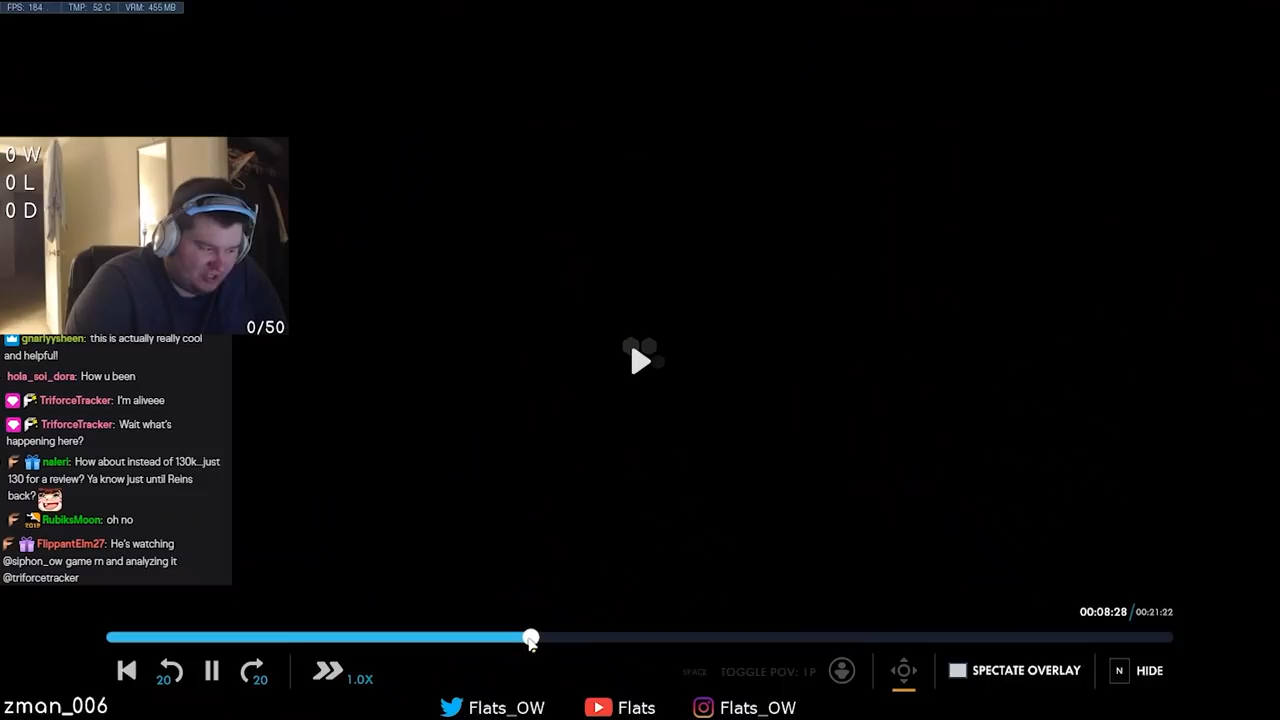 FPS: 184 . TMP: 52 C VRM: 455 MB
0 W
0 L
0 D
0/50
gnarlyysheen: this is actually really cool
and helpful!
hola_soi_dora: How u been
TriforceTracker: I'm aliveee
TriforceTracker: Wait what's
happening here?
naleri: How about instead of 130k...just
130 for a review? Ya know just until Reins
back?
RubiksMoon: oh no
FlippantElm27: He's watching
@siphon_ow game rn and analyzing it
@triforcetracker
00:08:28 / 00:21:22
20 20 1.0X SPACE TOGGLE POV: 1P SPECTATE OVERLAY N HIDE
zman_006 Flats_OW Flats Flats_OW